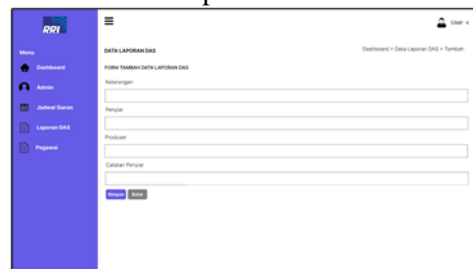 RRI
User
Menu
DATA LAPORAN DAS
Dashboard > Data Laporan DAS > Tambah
Dashboard
FORM TAMBAH DATA LAPORAN DAS
Admin
Keterangan
Jadwal Siaran
Penyiar
Laporan DAS
Produser
Pegawai
Catatan Penyiar
Simpan
Batal